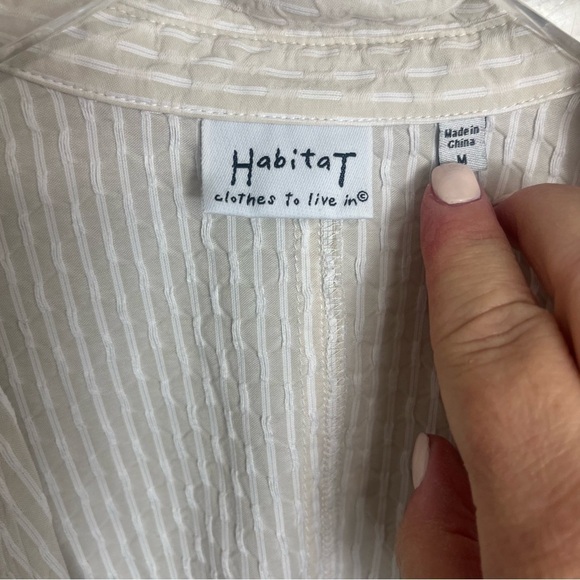 HabitaT
clothes to live in©
Made in
China
M